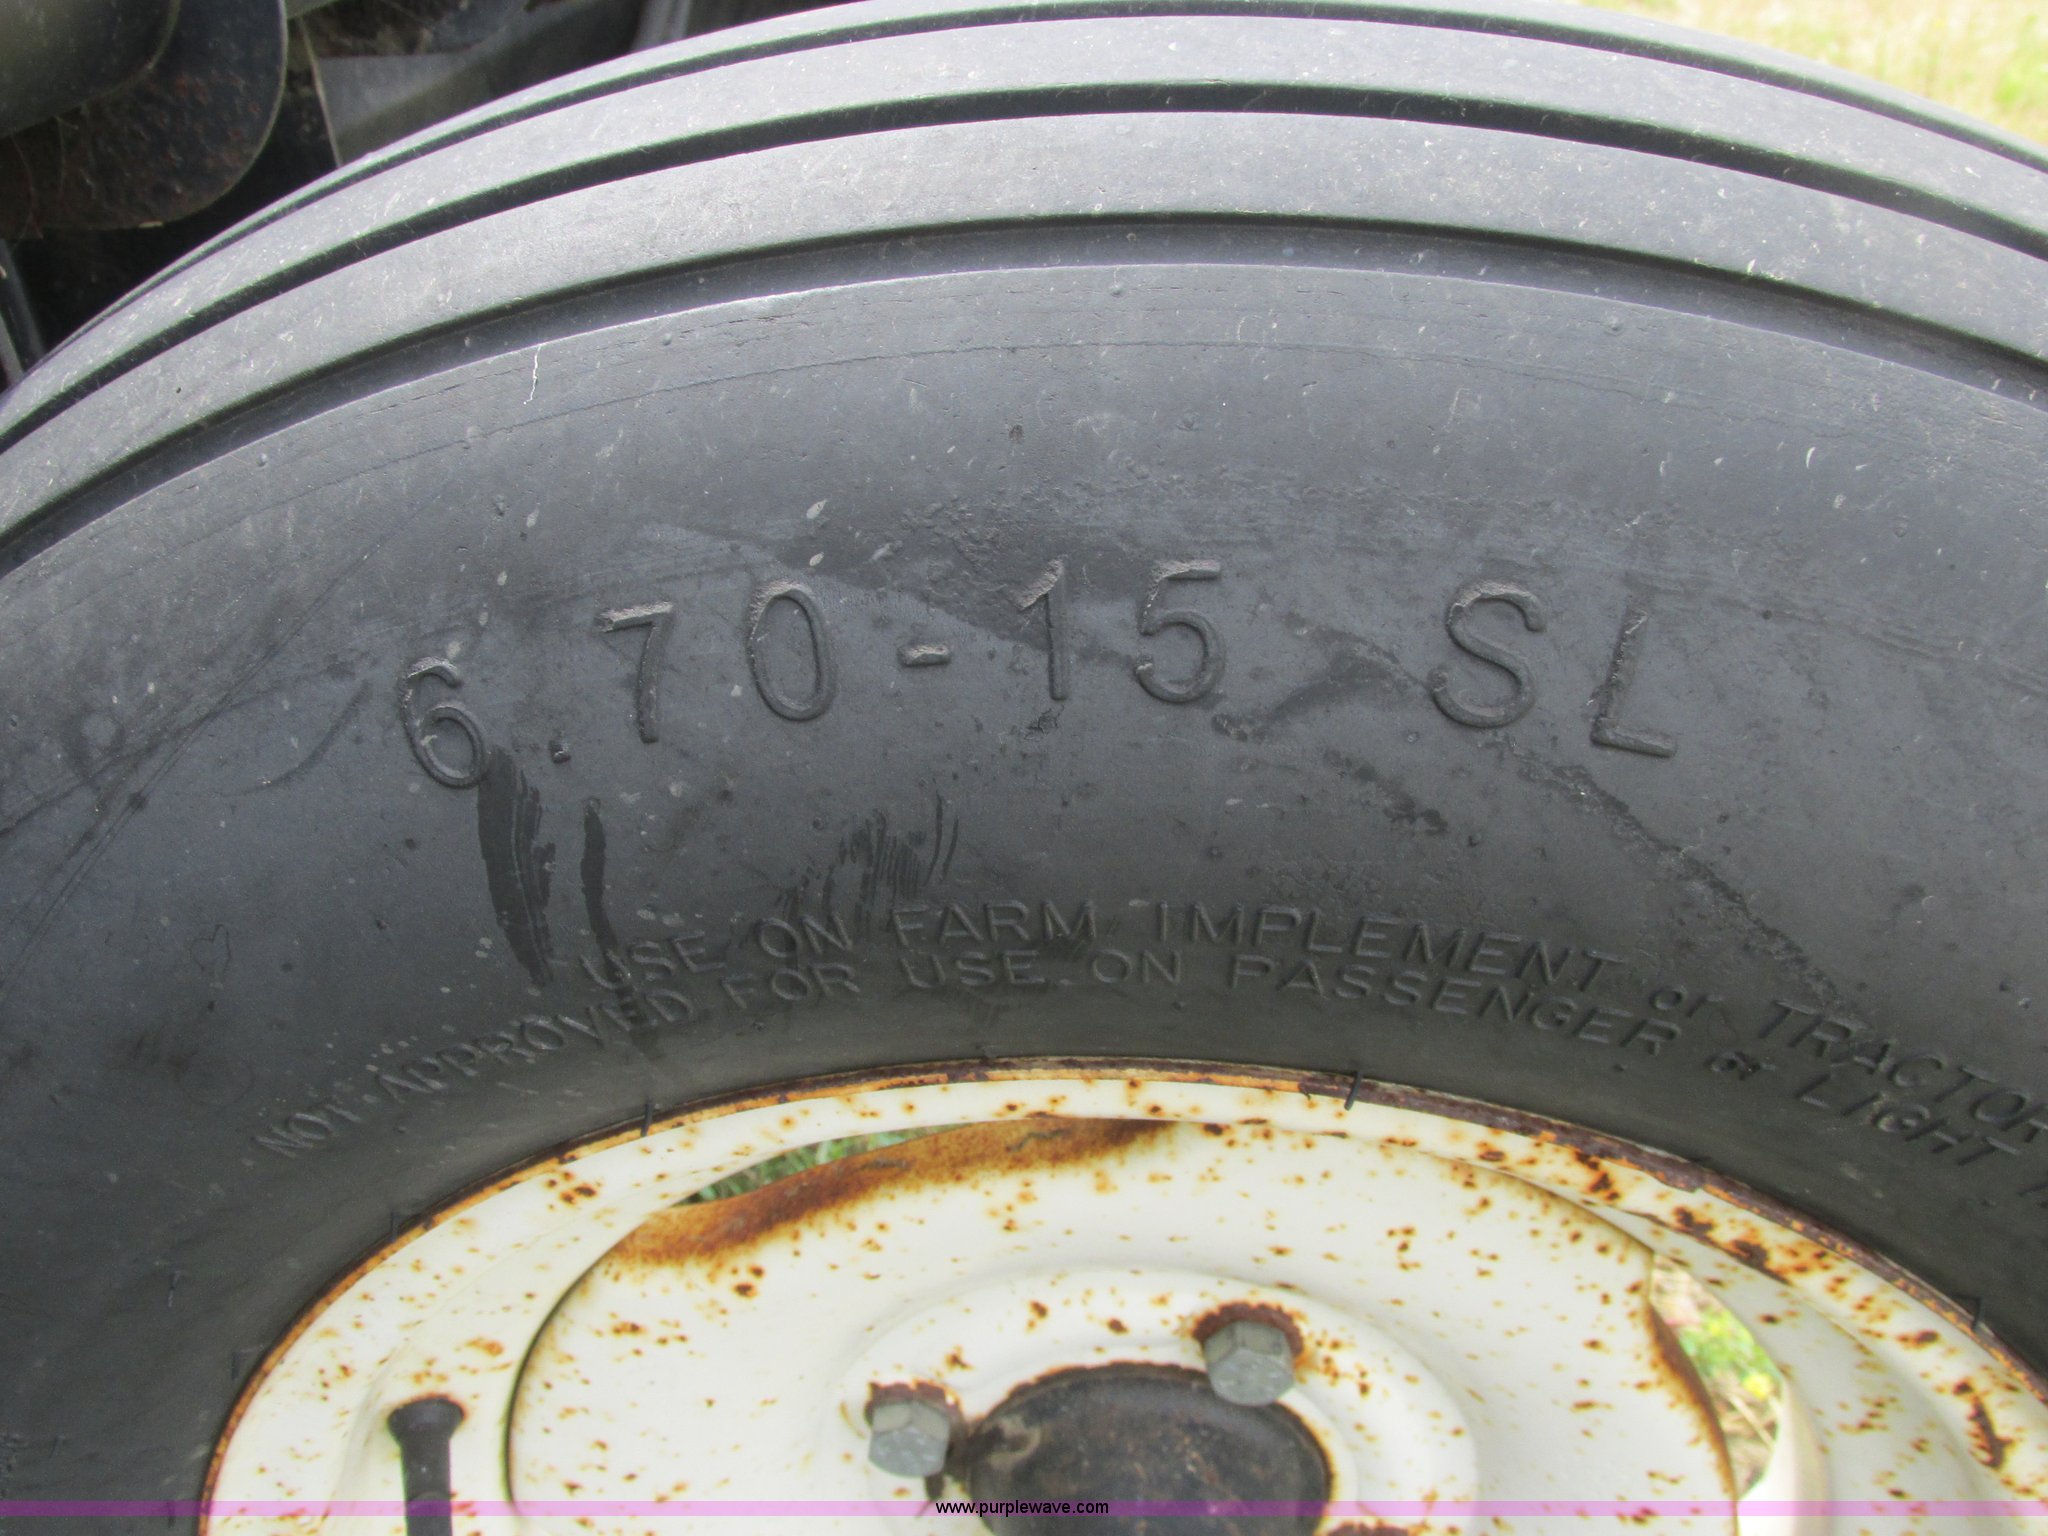 6.70-15 SL
USE ON FARM IMPLEMENT or TRACTOR
NOT APPROVED FOR USE ON PASSENGER or LIGHT
www.purplewave.com